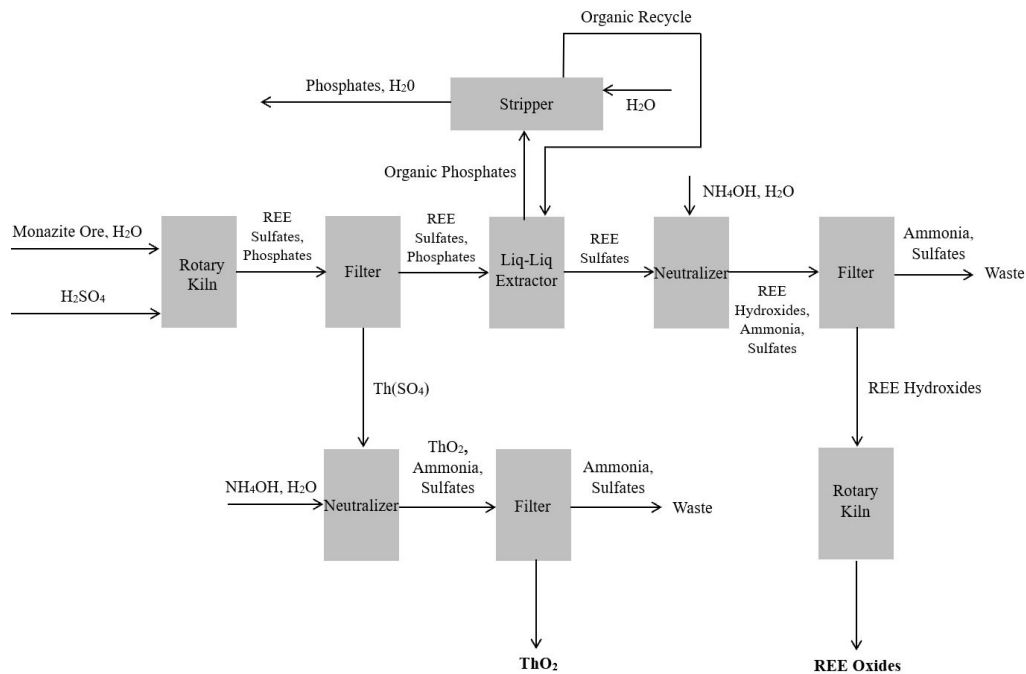 Organic Recycle
Phosphates, H₂0
Stripper
H₂O
Organic Phosphates
NH₄OH, H₂O
Monazite Ore, H₂O
H₂SO₄
Rotary
Kiln
REE
Sulfates,
Phosphates
Filter
REE
Sulfates,
Phosphates
Liq-Liq
Extractor
REE
Sulfates
Neutralizer
REE
Hydroxides,
Ammonia,
Sulfates
Filter
Ammonia,
Sulfates
Waste
Th(SO₄)
REE Hydroxides
NH₄OH, H₂O
Neutralizer
ThO₂,
Ammonia,
Sulfates
Filter
Ammonia,
Sulfates
Waste
Rotary
Kiln
ThO₂
REE Oxides